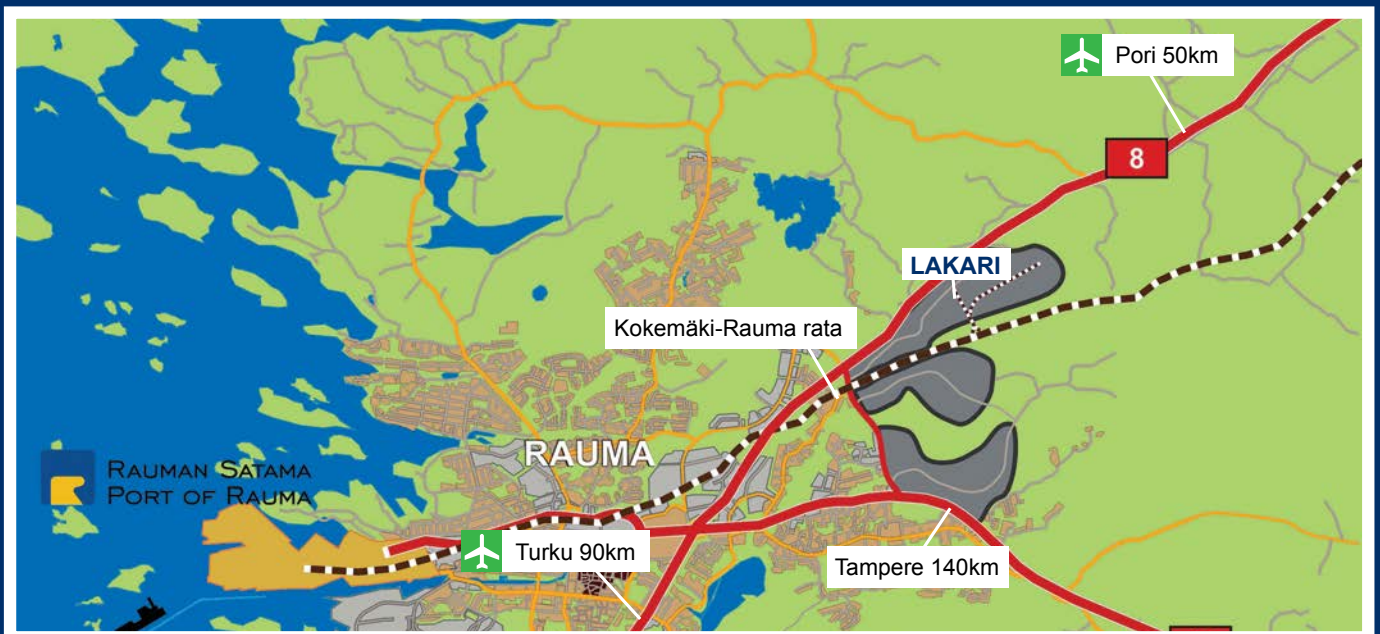 Pori 50km
8
LAKARI
Kokemäki-Rauma rata
RAUMA
RAUMAN SATAMA
PORT OF RAUMA
Turku 90km
Tampere 140km